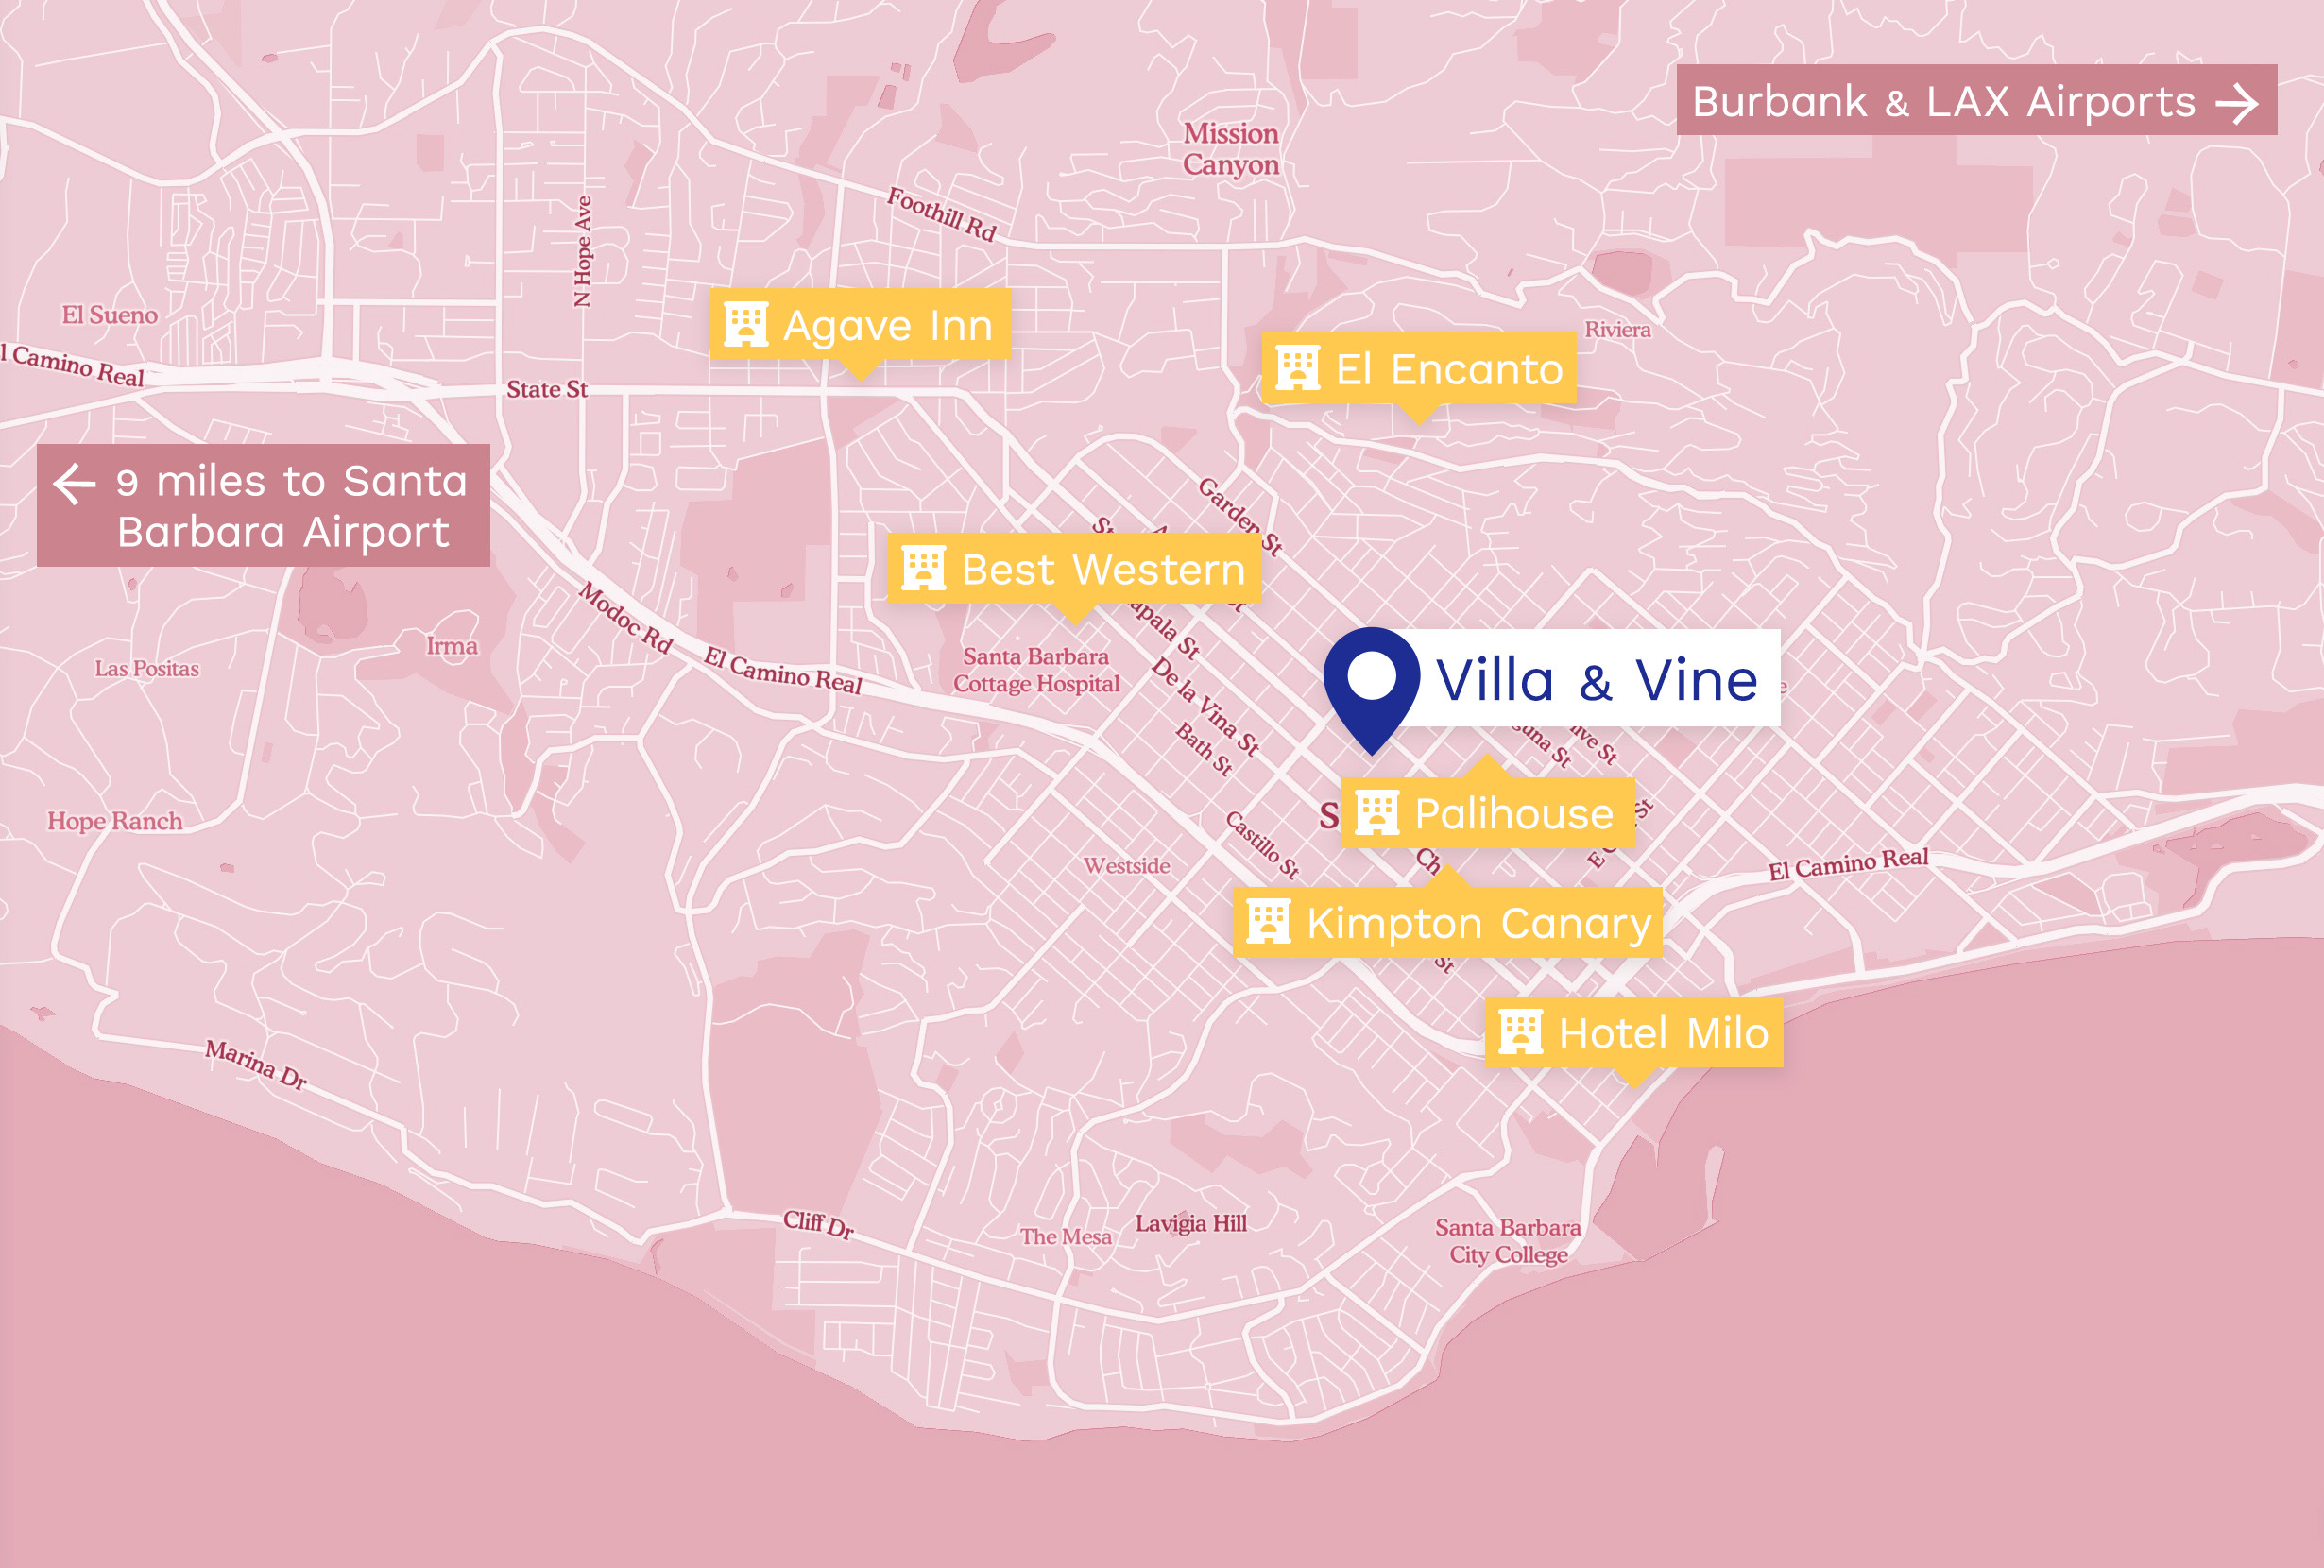 Burbank & LAX Airports
Mission
Canyon
Foothill Rd
N Hope Ave
El Sueno
Agave Inn
Riviera
El Encanto
l Camino Real
State St
9 miles to Santa
Barbara Airport
Garden St
Best Western
Modoc Rd
apala St
Irma
Las Positas
El Camino Real
Santa Barbara
Cottage Hospital
De la Vina St
Villa & Vine
Bath St
Palihouse
Hope Ranch
Castillo St
Westside
El Camino Real
Kimpton Canary
St
Hotel Milo
Marina Dr
Cliff Dr
The Mesa
Lavigia Hill
Santa Barbara
City College